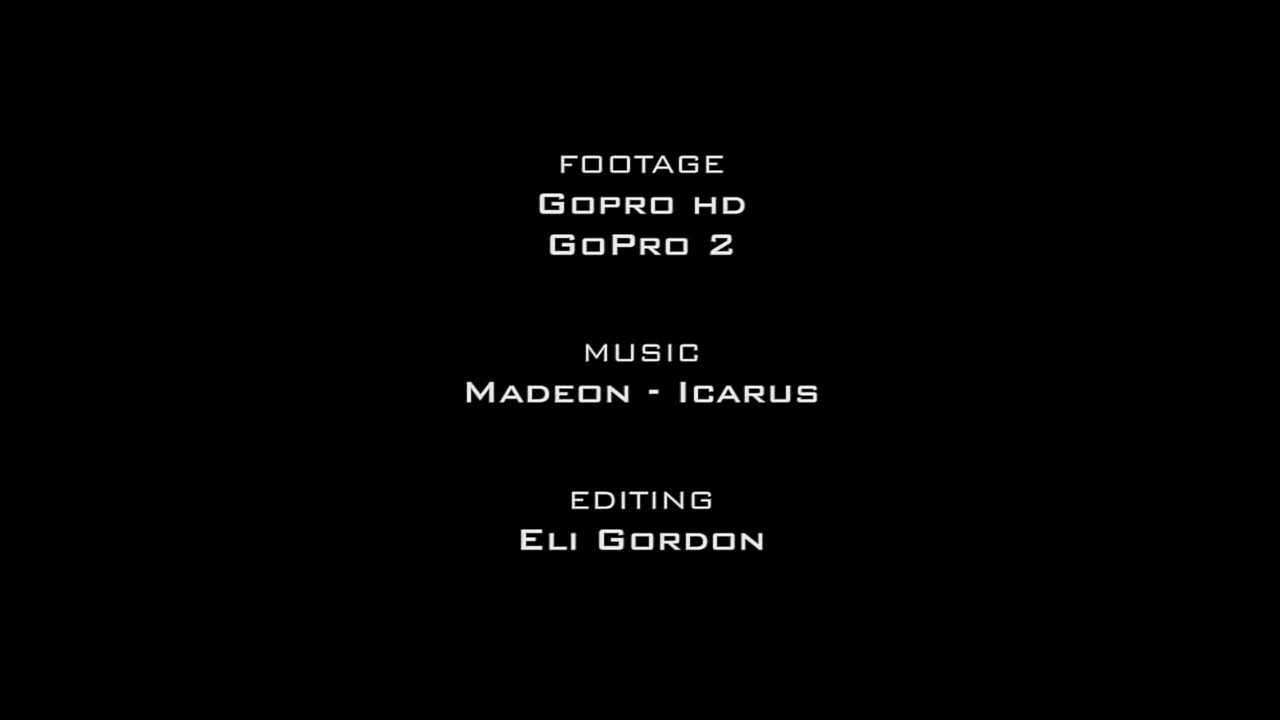 FOOTAGE
GOPRO HD
GOPRO 2
MUSIC
MADEON - ICARUS
EDITING
ELI GORDON